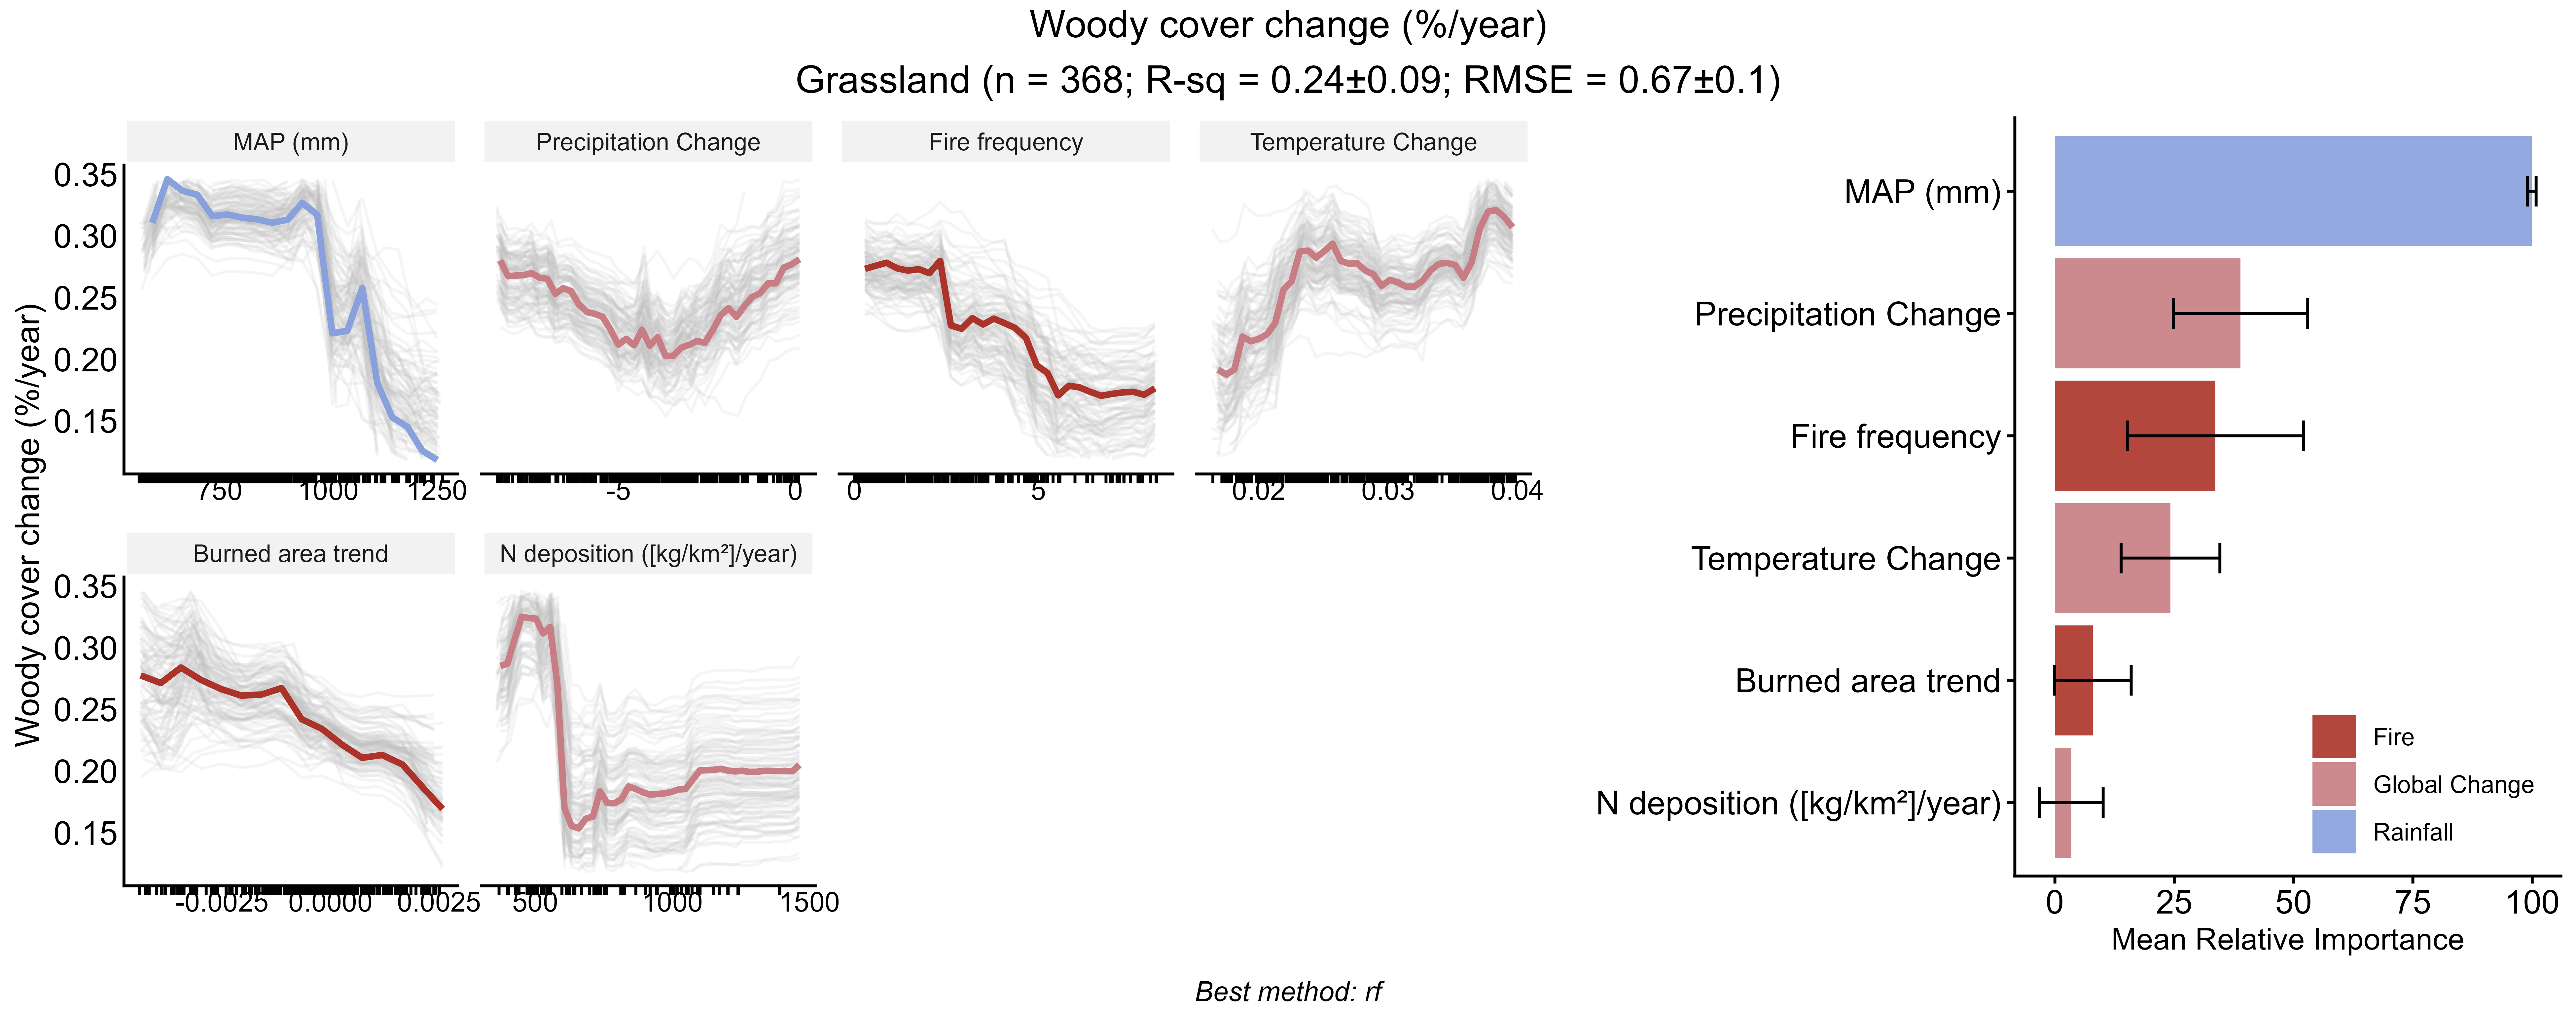 Woody cover change (%/year)
Grassland (n = 368; R-sq = 0.24±0.09; RMSE = 0.67±0.1)
Woody cover change (%/year)
MAP (mm)
Precipitation Change
Fire frequency
Temperature Change
0.35
0.30
0.25
0.20
0.15
750 1000 1250
-5 0
0 5
0.02 0.03 0.04
Burned area trend
N deposition ([kg/km²]/year)
0.35
0.30
0.25
0.20
0.15
-0.0025 0.0000 0.0025
500 1000 1500
MAP (mm)
Precipitation Change
Fire frequency
Temperature Change
Burned area trend
N deposition ([kg/km²]/year)
Fire
Global Change
Rainfall
0 25 50 75 100
Mean Relative Importance
Best method: rf